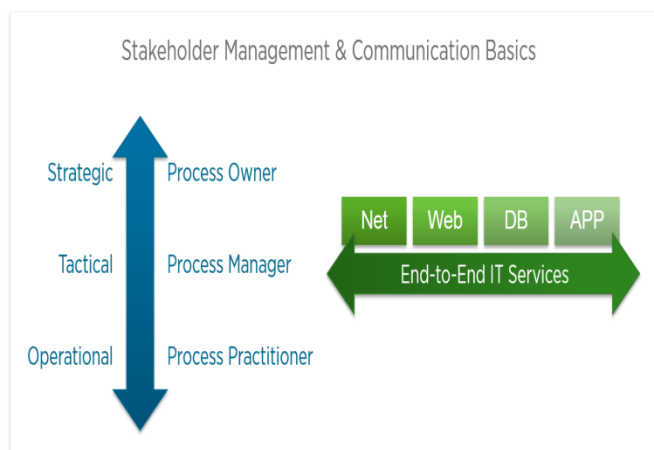 Stakeholder Management & Communication Basics
Strategic Process Owner
Net Web DB APP
Tactical Process Manager
End-to-End IT Services
Operational Process Practitioner